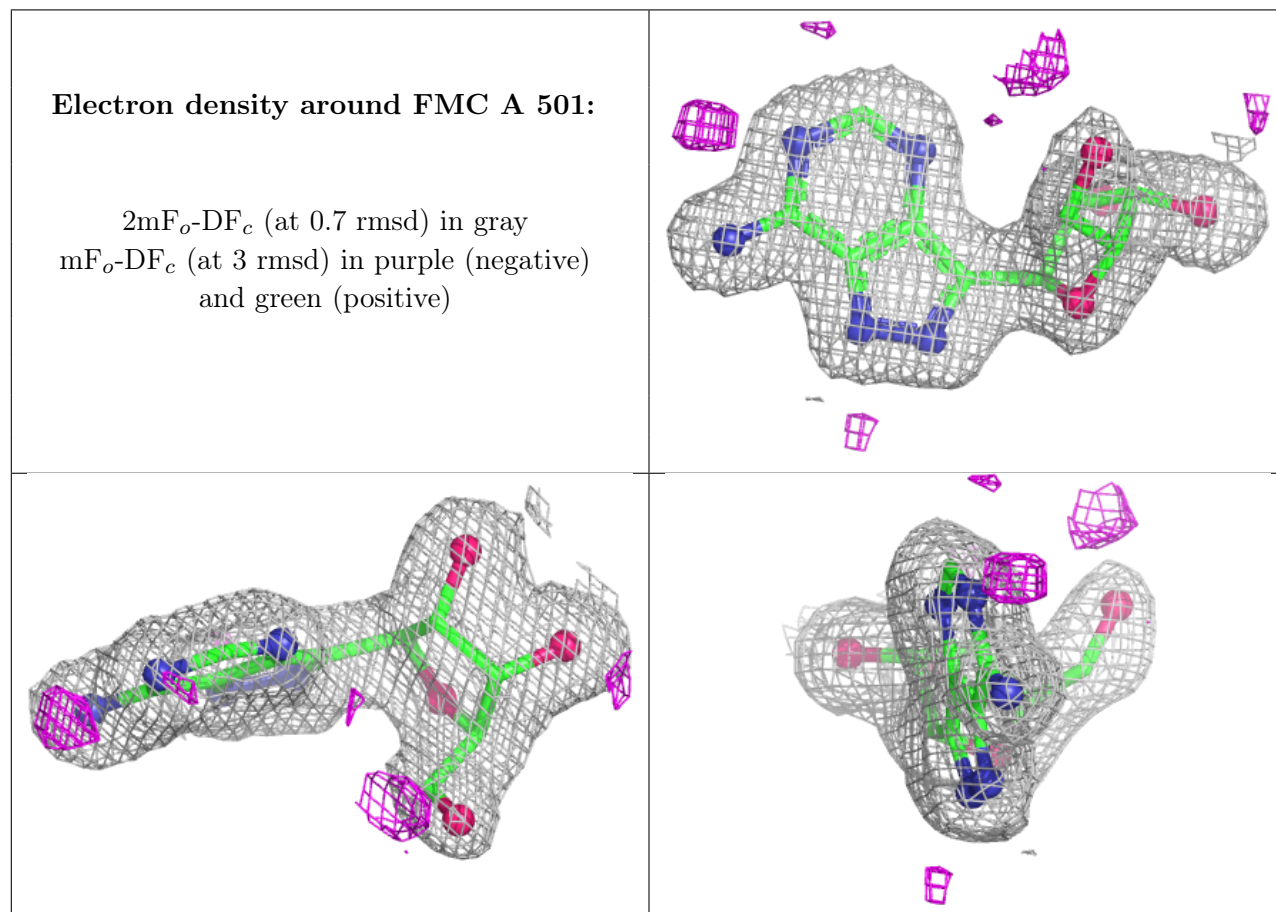 Electron density around FMC A 501:
2mFo-DFc (at 0.7 rmsd) in gray
mFo-DFc (at 3 rmsd) in purple (negative)
and green (positive)